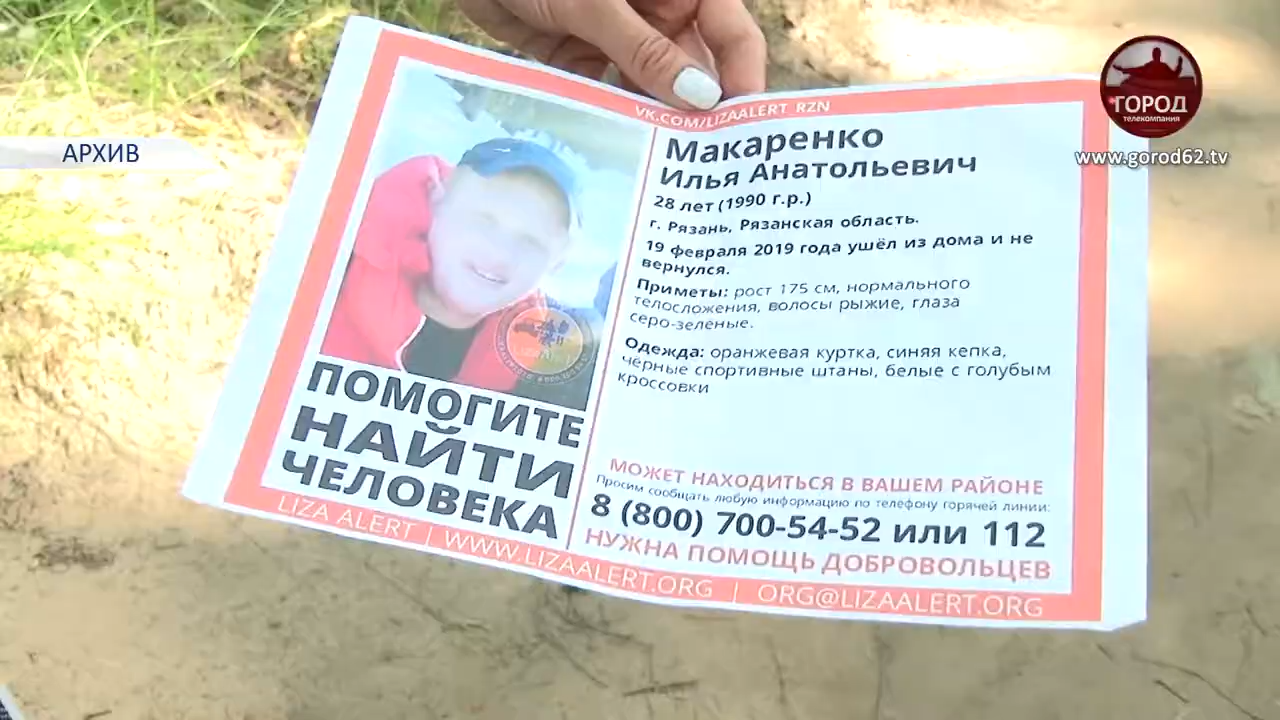 АРХИВ
ГОРОД
телекомпания
www.gorod62.tv
VK.COM/LIZAALERT_RZN
Макаренко
Илья Анатольевич
28 лет (1990 г.р.)
г. Рязань, Рязанская область.
19 февраля 2019 года ушёл из дома и не
вернулся.
Приметы: рост 175 см, нормального
телосложения, волосы рыжие, глаза
серо-зелёные.
Одежда: оранжевая куртка, синяя кепка,
чёрные спортивные штаны, белые с голубым
кроссовки
ПОМОГИТЕ
НАЙТИ
ЧЕЛОВЕКА
МОЖЕТ НАХОДИТЬСЯ В ВАШЕМ РАЙОНЕ
Просим сообщать любую информацию по телефону горячей линии:
8 (800) 700-54-52 или 112
НУЖНА ПОМОЩЬ ДОБРОВОЛЬЦЕВ
LIZA ALERT | WWW.LIZAALERT.ORG | ORG@LIZAALERT.ORG